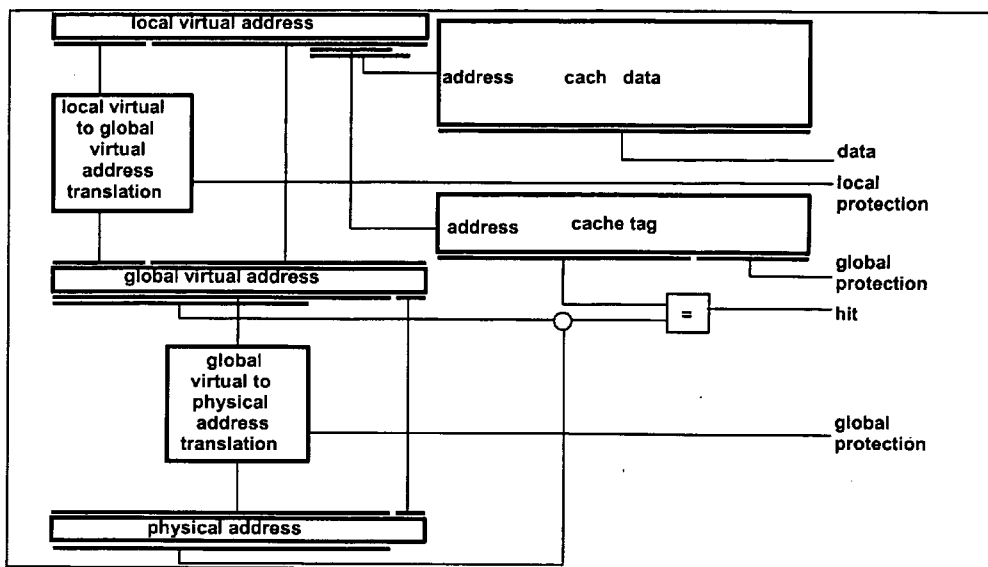 local virtual address
address cach data
local virtual
to global
virtual
address
translation
data
local
protection
address cache tag
global virtual address
global
protection
=
hit
global
virtual to
physical
address
translation
global
protection
physical address